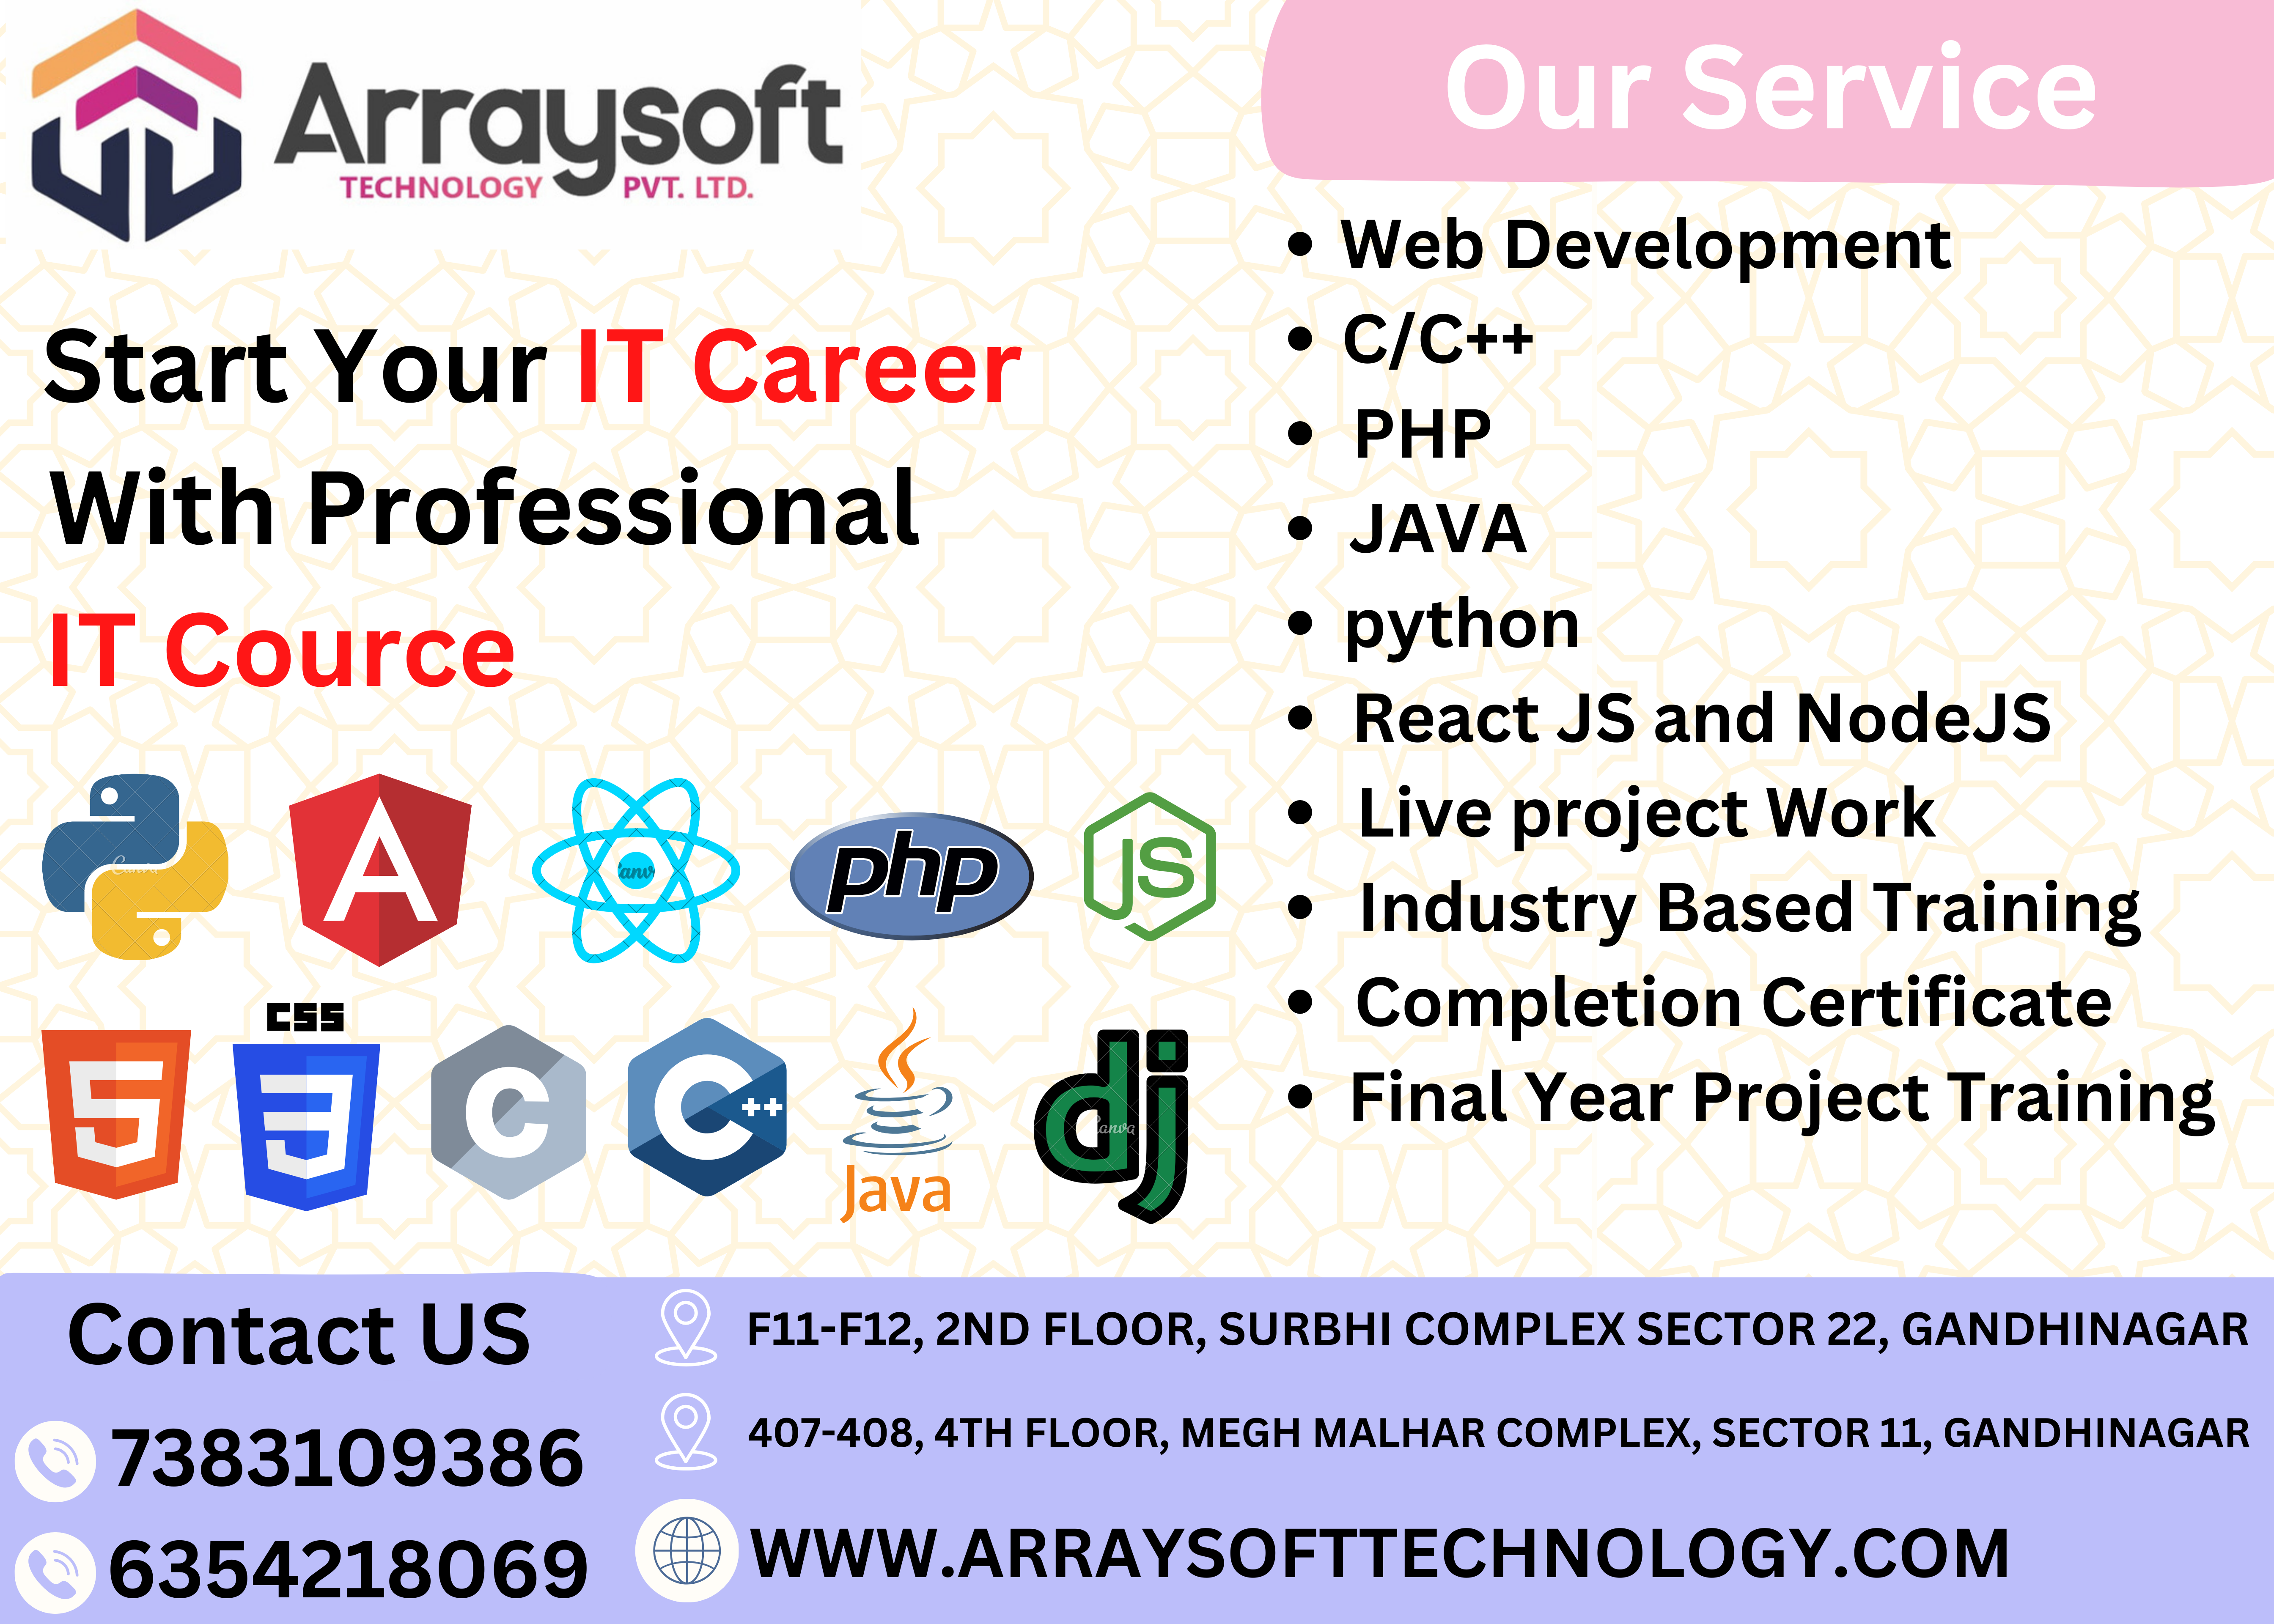 Arraysoft
TECHNOLOGY PVT. LTD.
Start Your IT Career
With Professional
IT Cource
php
JS
CSS
C
C++
Java
dj
Our Service
• Web Development
• C/C++
• PHP
• JAVA
• python
• React JS and NodeJS
• Live project Work
• Industry Based Training
• Completion Certificate
• Final Year Project Training
Contact US
7383109386
6354218069
F11-F12, 2ND FLOOR, SURBHI COMPLEX SECTOR 22, GANDHINAGAR
407-408, 4TH FLOOR, MEGH MALHAR COMPLEX, SECTOR 11, GANDHINAGAR
WWW.ARRAYSOFTTECHNOLOGY.COM